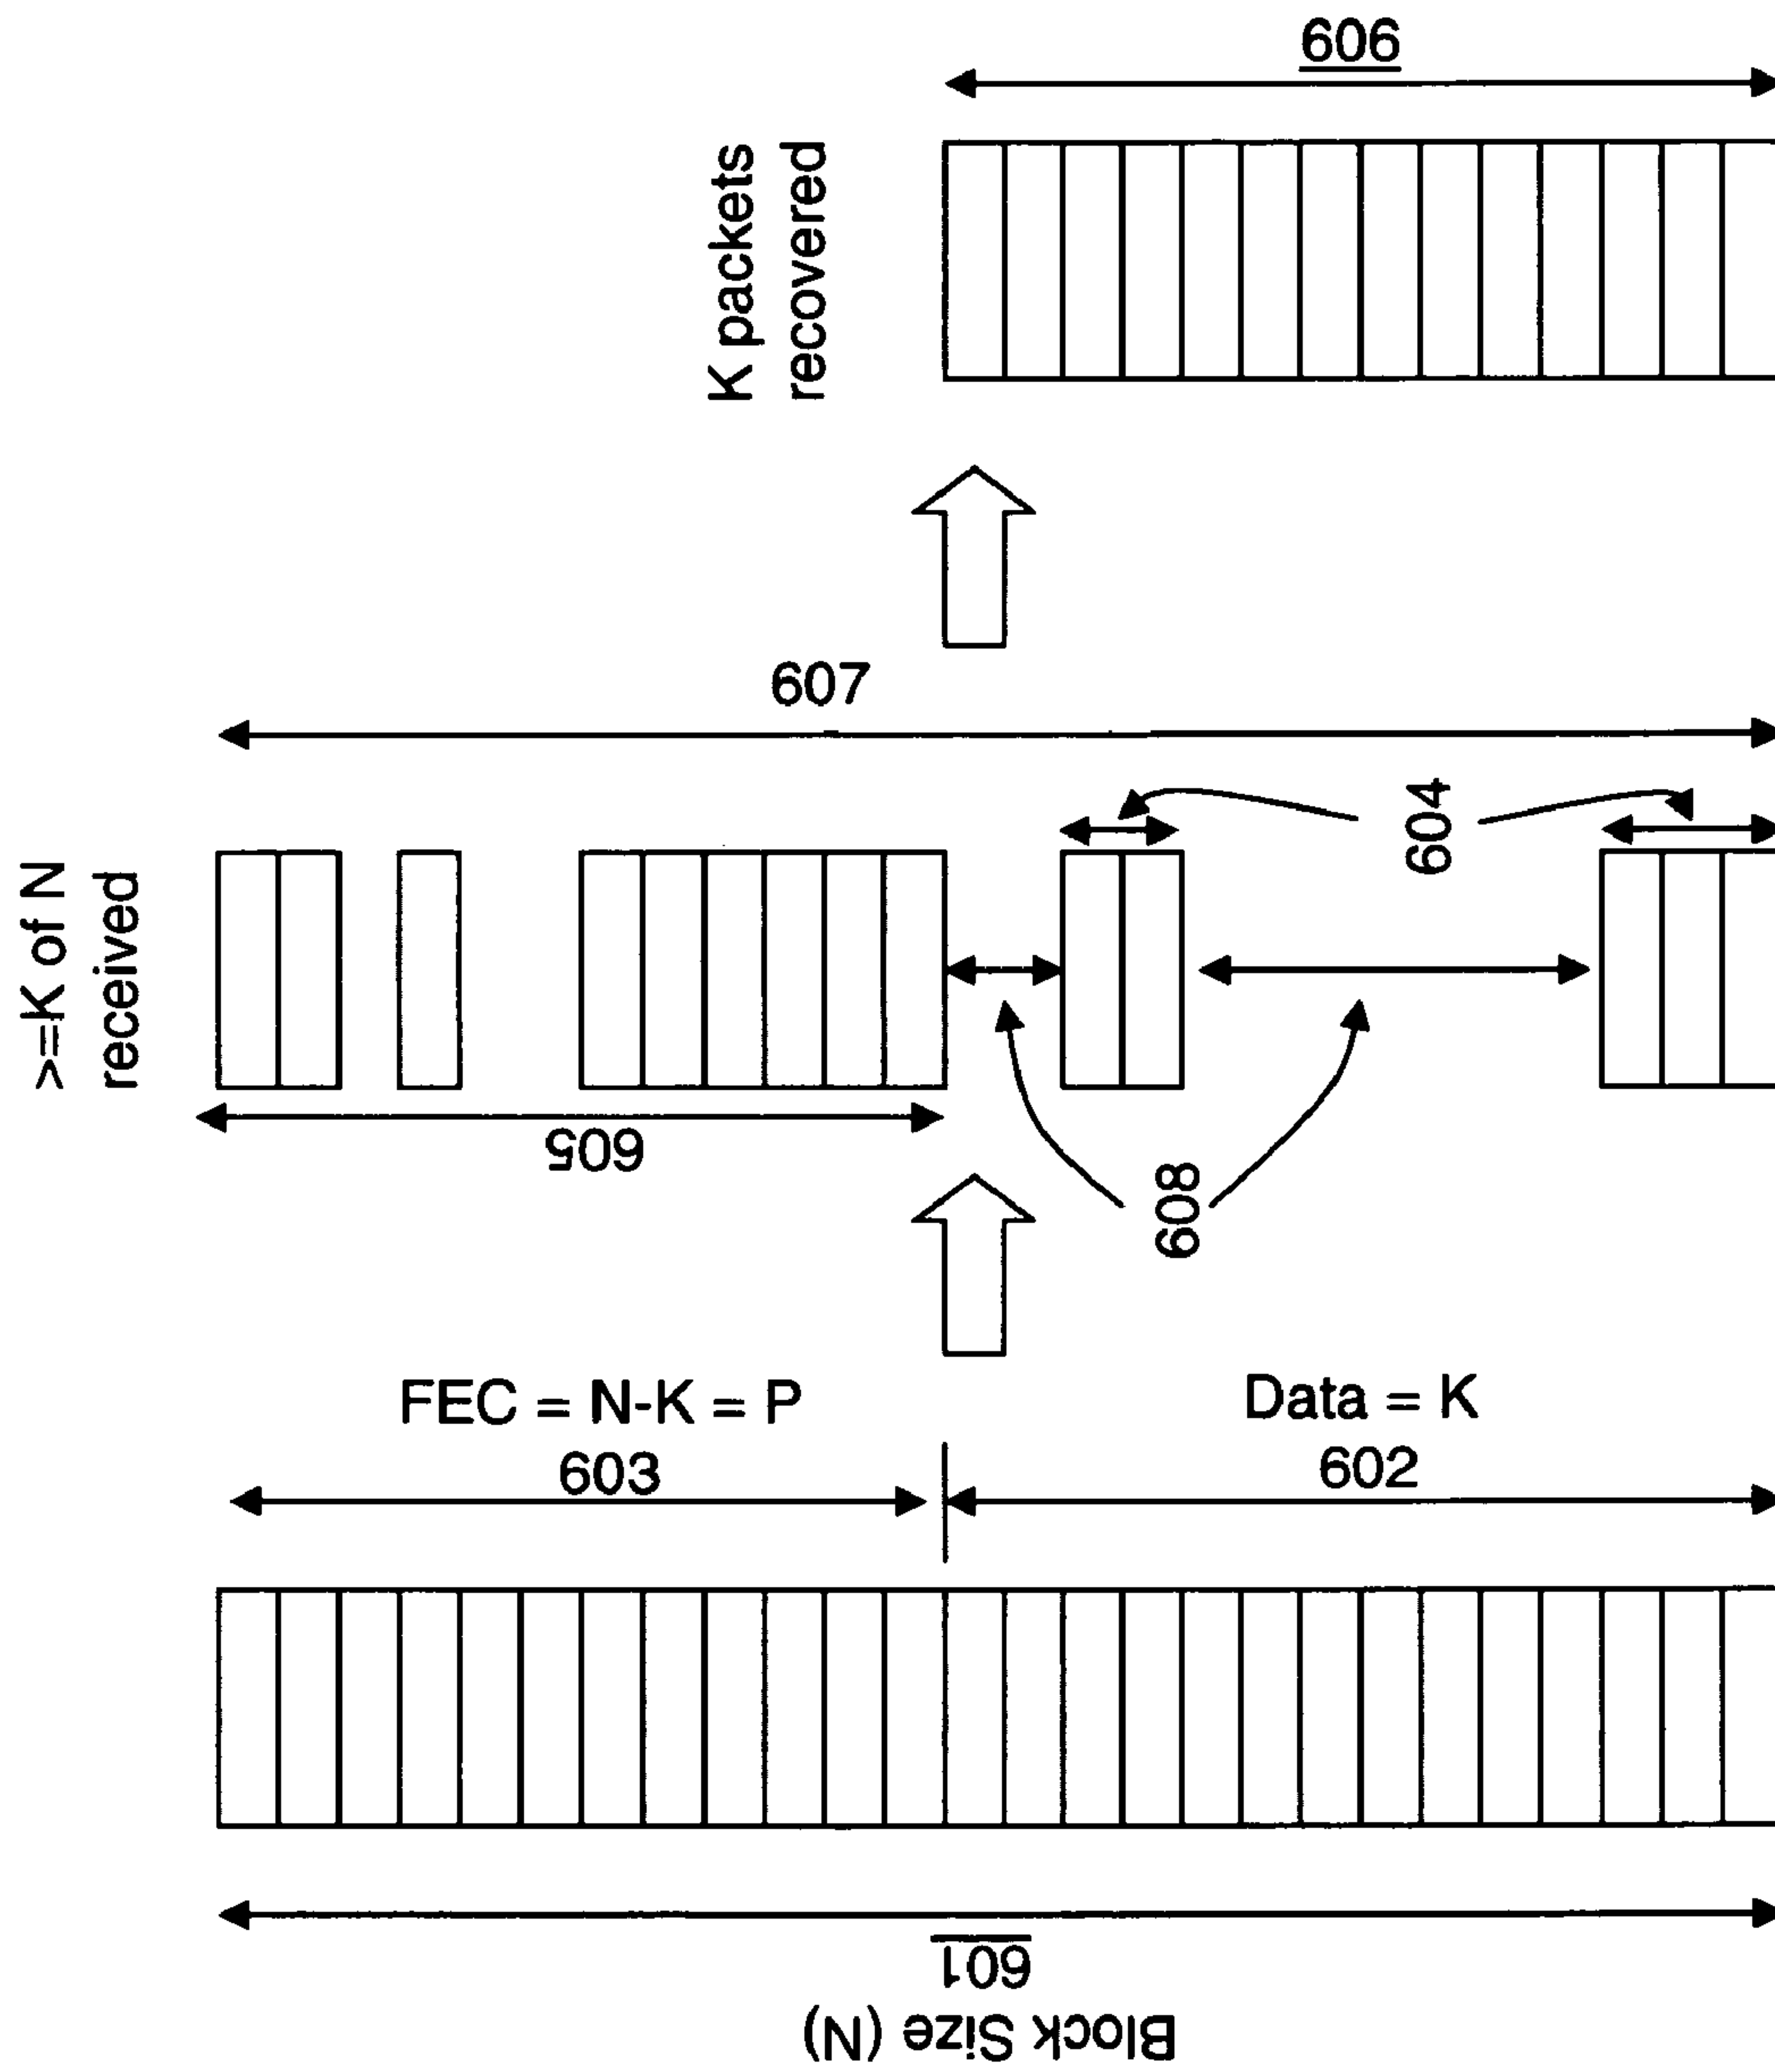 >=K of N
received
K packets
recovered
606
607
604
605
608
FEC = N-K = P
603
Data = K
602
601
Block Size (N)